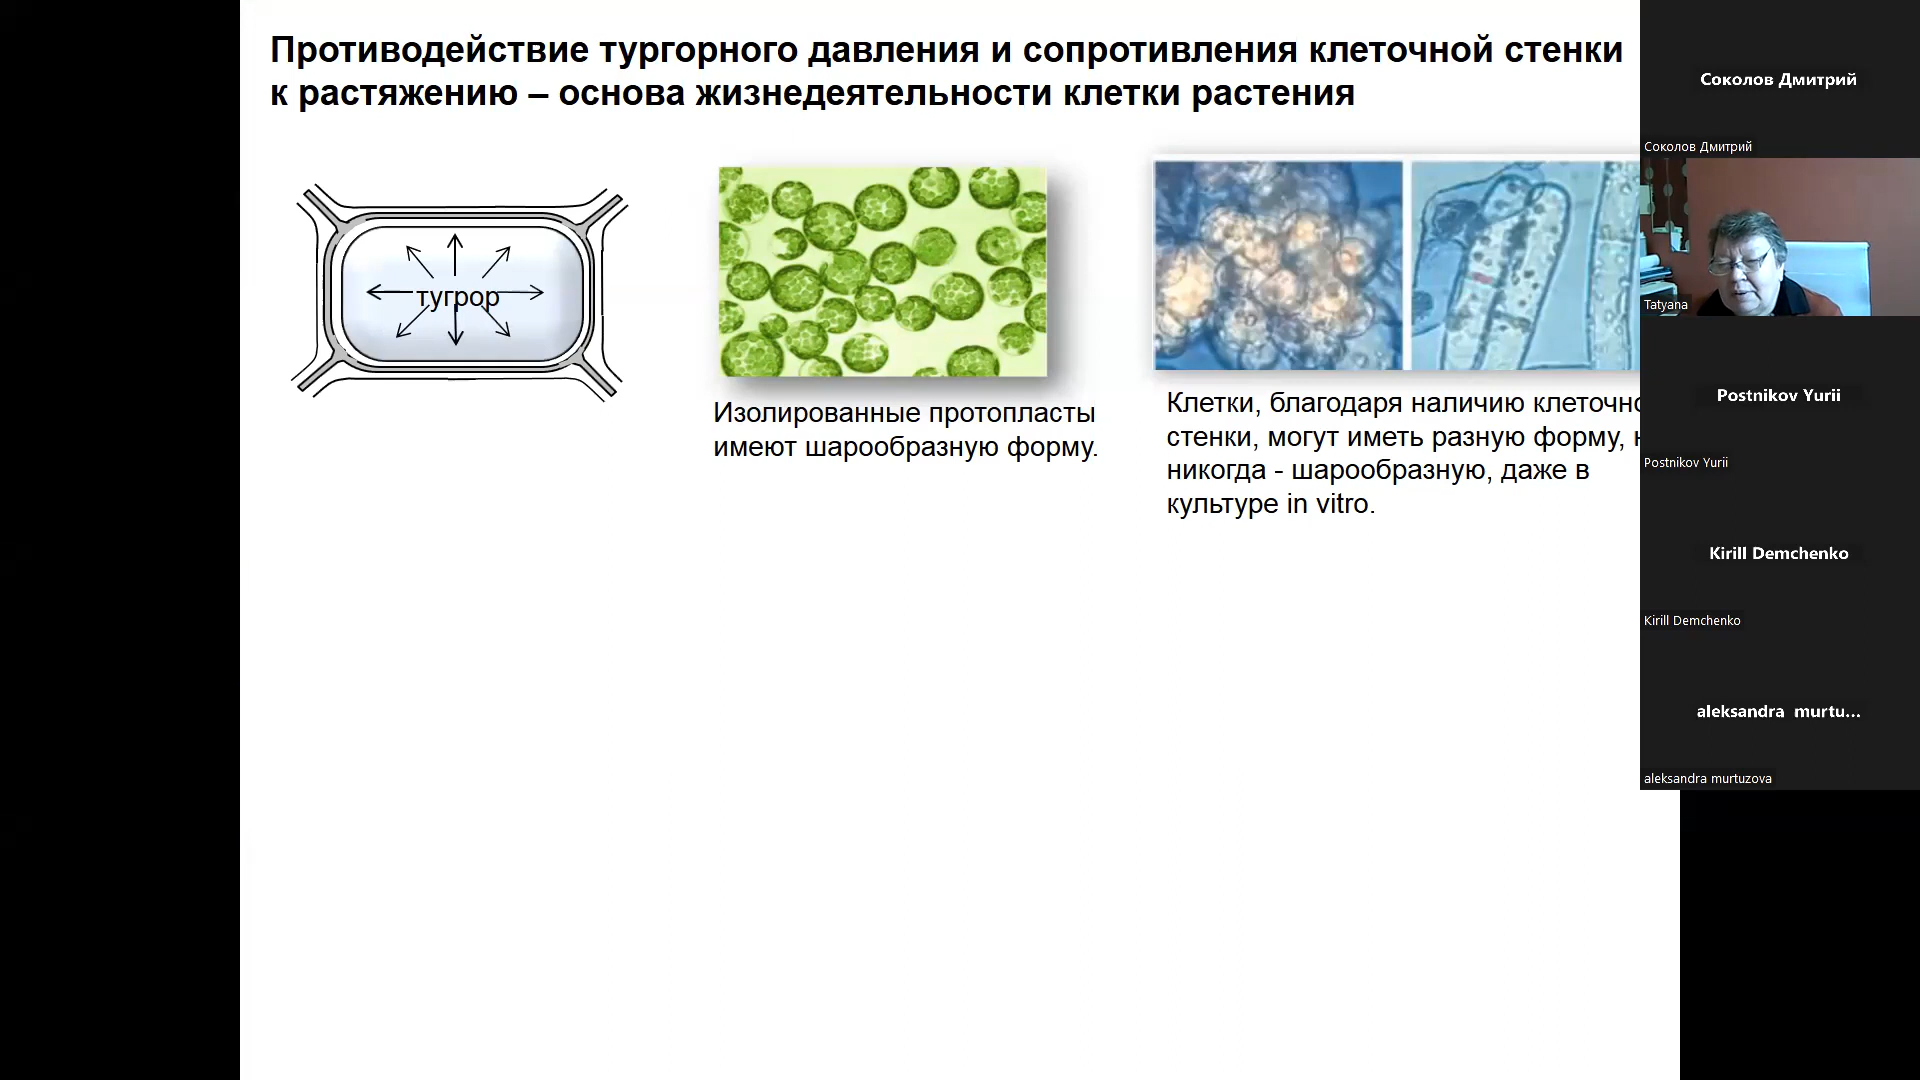 Противодействие тургорного давления и сопротивления клеточной стенки
к растяжению – основа жизнедеятельности клетки растения
тугрор
Изолированные протопласты
имеют шарообразную форму.
Клетки, благодаря наличию клеточно
стенки, могут иметь разную форму, н
никогда - шарообразную, даже в
культуре in vitro.
Соколов Дмитрий
Соколов Дмитрий
Tatyana
Postnikov Yurii
Postnikov Yurii
Kirill Demchenko
Kirill Demchenko
aleksandra murtu...
aleksandra murtuzova